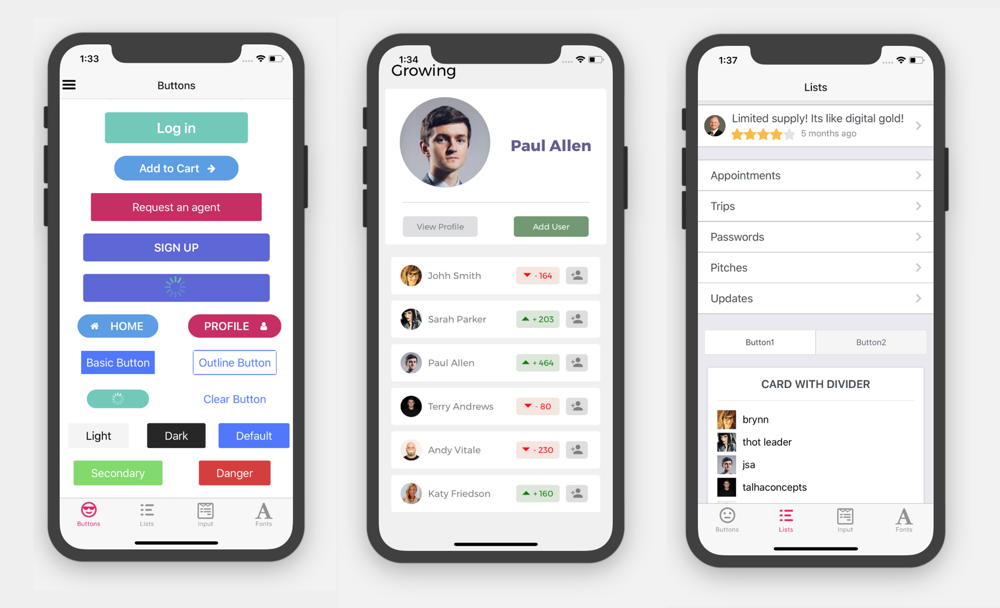 1:33
Buttons
Log in
Add to Cart
Request an agent
SIGN UP
HOME
PROFILE
Basic Button
Outline Button
Clear Button
Light
Dark
Default
Secondary
Danger
Buttons
Lists
Input
Fonts
1:34
Growing
Paul Allen
View Profile
Add User
Johh Smith
- 164
Sarah Parker
+ 203
Paul Allen
+ 464
Terry Andrews
- 80
Andy Vitale
- 230
Katy Friedson
+ 160
1:37
Lists
Limited supply! Its like digital gold!
5 months ago
Appointments
Trips
Passwords
Pitches
Updates
Button1
Button2
CARD WITH DIVIDER
brynn
thot leader
jsa
talhaconcepts
Buttons
Lists
Input
Fonts